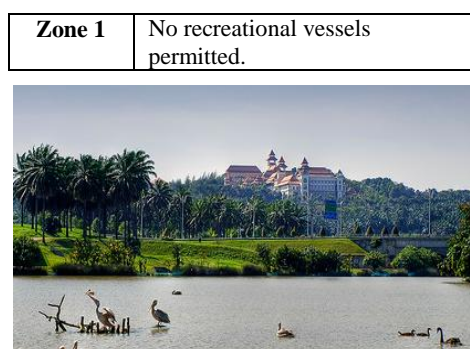 Zone 1
No recreational vessels
permitted.